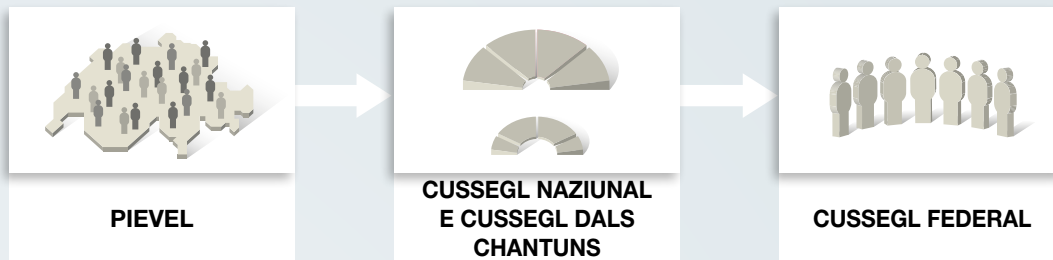 PIEVEL
CUSSEGL NAZIUNAL
E CUSSEGL DALS
CHANTUNS
CUSSEGL FEDERAL